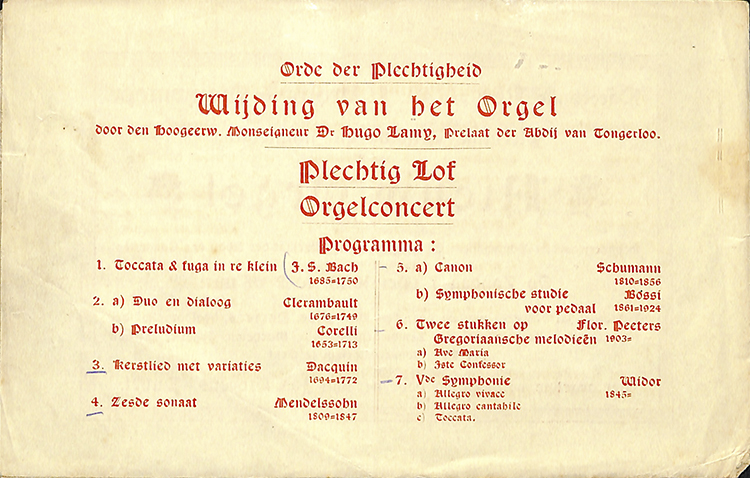 Orde der Plechtigheid
Wijding van het Orgel
door den Hoogeerw. Monseigneur Dr Hugo Lamy, Prelaat der Abdij van Tongerloo.
Plechtig Lof
Orgelconcert
Programma :
1. Toccata & fuga in re klein J. S. Bach
1685=1750
2. a) Duo en dialoog Clerambault
1676=1749
b) Preludium Corelli
1653=1713
3. Kerstlied met variaties Dacquin
1694=1772
4. Zesde sonaat Mendelssohn
1809=1847
5. a) Canon Schumann
1810=1856
b) Symphonische studie Bóssi
voor pedaal 1861=1924
6. Twee stukken op Flor. Peeters
Gregoriaansche melodieën 1903=
a) Ave Maria
b) Iste Confessor
7. Vde Symphonie Widor
a) Allegro vivace 1845=
b) Allegro cantabile
c) Toccata.